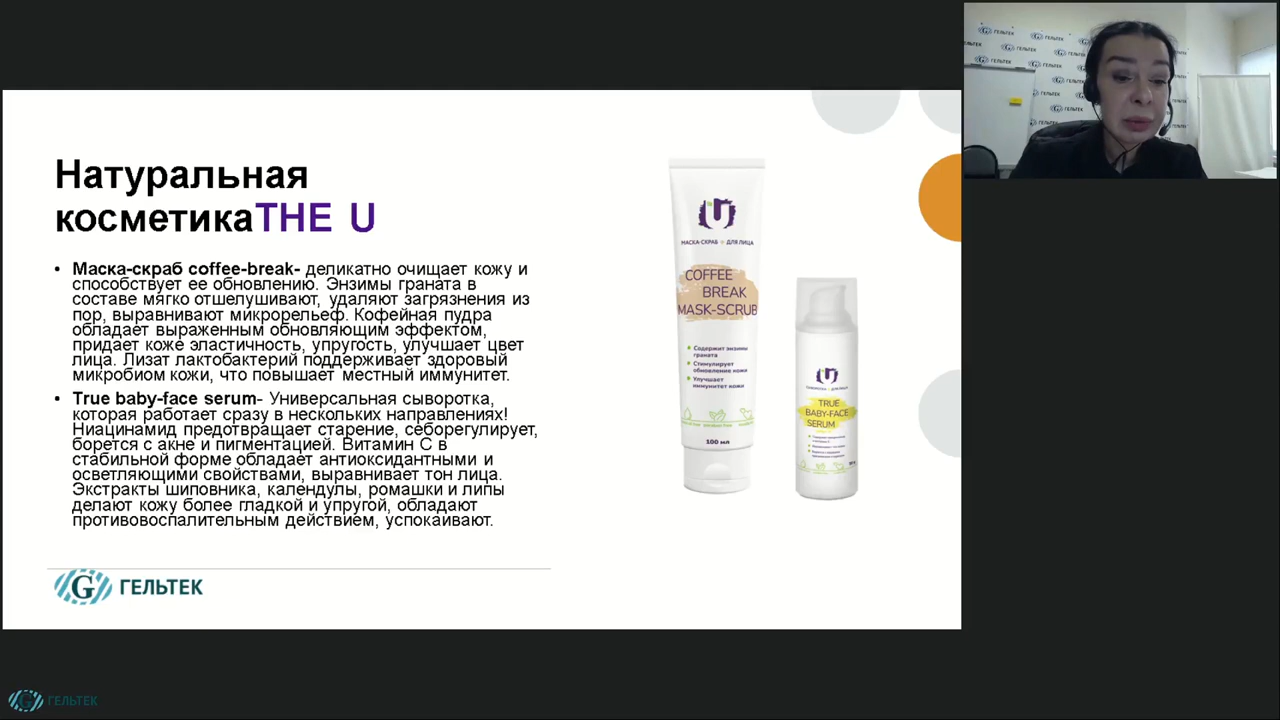 Натуральная
косметикаTHE U
• Маска-скраб coffee-break- деликатно очищает кожу и
способствует ее обновлению. Энзимы граната в
составе мягко отшелушивают, удаляют загрязнения из
пор, выравнивают микрорельеф. Кофейная пудра
обладает выраженным обновляющим эффектом,
придает коже эластичность, упругость, улучшает цвет
лица. Лизат лактобактерий поддерживает здоровый
микробиом кожи, что повышает местный иммунитет.
• True baby-face serum- Универсальная сыворотка,
которая работает сразу в нескольких направлениях!
Ниацинамид предотвращает старение, себорегулирует,
борется с акне и пигментацией. Витамин С в
стабильной форме обладает антиоксидантными и
осветляющими свойствами, выравнивает тон лица.
Экстракты шиповника, календулы, ромашки и липы
делают кожу более гладкой и упругой, обладают
противовоспалительным действием, успокаивают.
G ГЕЛЬТЕК
U
МАСКА-СКРАБ ДЛЯ ЛИЦА
COFFEE
BREAK
MASK-SCRUB
Содержит энзимы
граната
Стимулирует
обновление кожи
Улучшает
иммунитет кожи
100 мл
U
TRUE
BABY-FACE
SERUM
ГЕЛЬТЕК
ГЕЛЬТЕК
ГЕЛЬТЕК
ГЕЛЬТЕК
ГЕЛЬТЕК
G ГЕЛЬТЕК